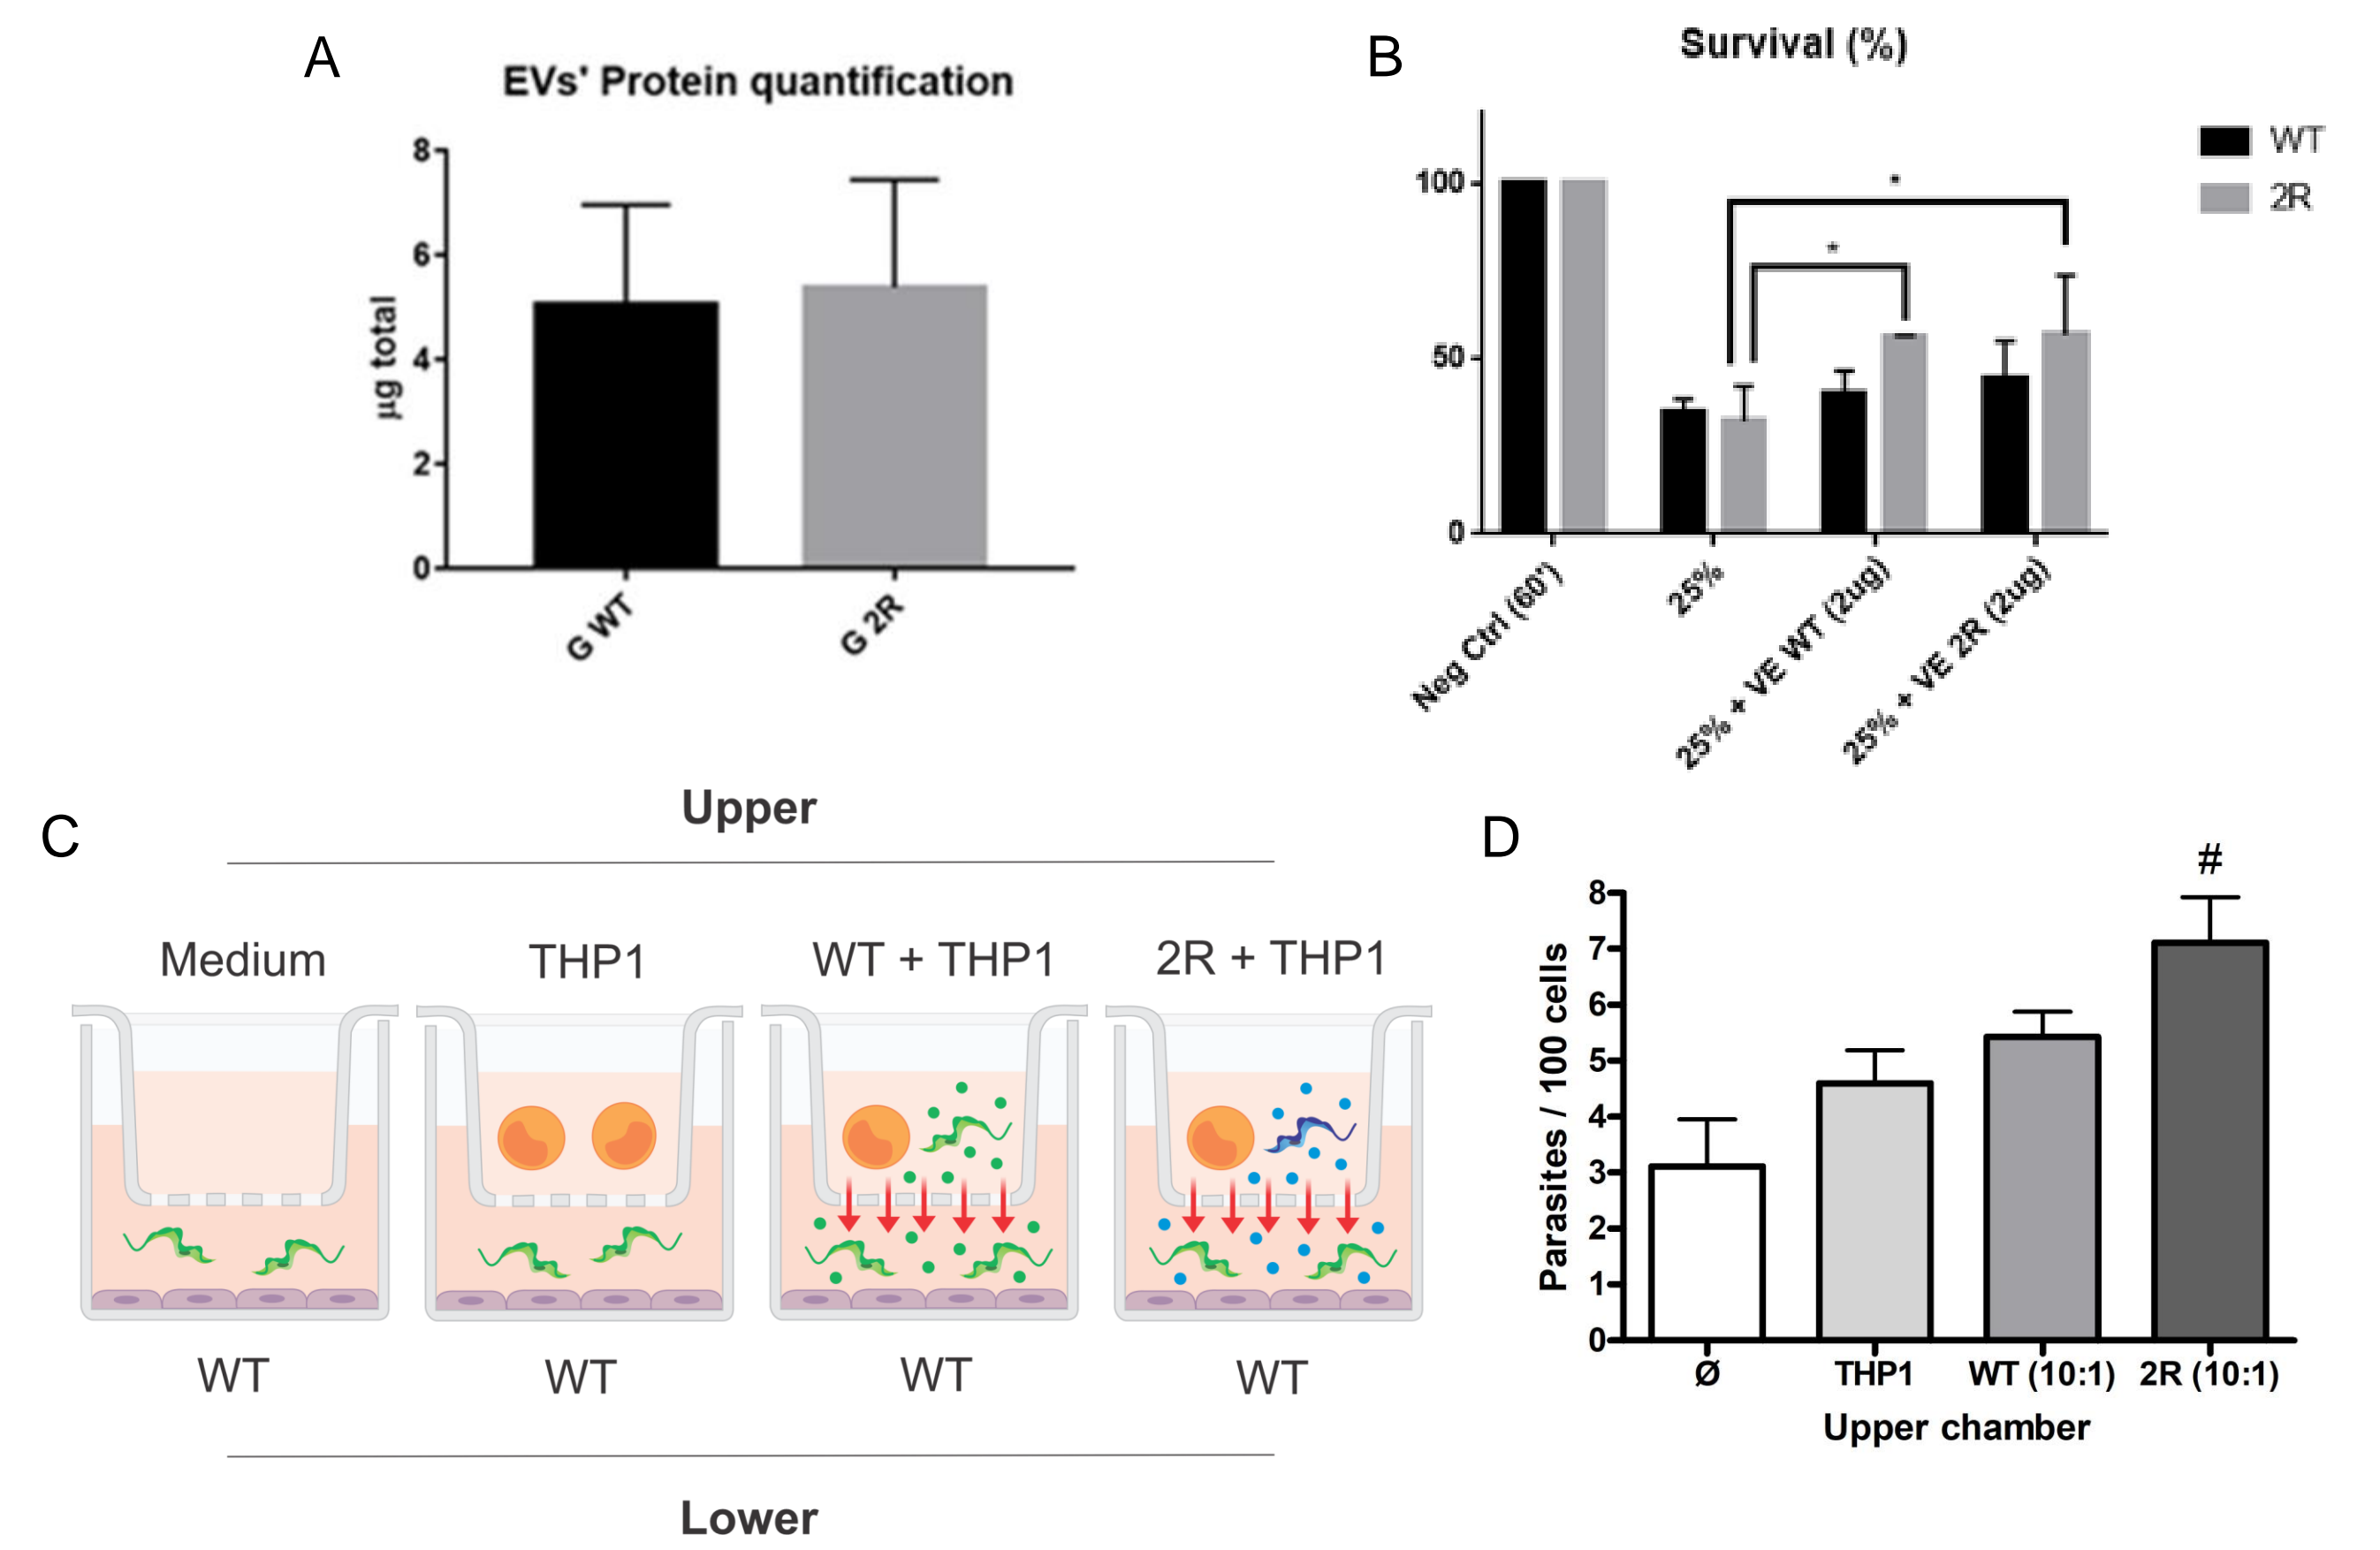 A
EVs' Protein quantification
µg total
8
6
4
2
0
G WT
G 2R
B
Survival (%)
100
50
0
*
*
WT
2R
Neg Ctrl (60')
25%
25% + VE WT (2ug)
25% + VE 2R (2ug)
C
Upper
Medium
THP1
WT + THP1
2R + THP1
WT
WT
WT
WT
Lower
D
#
Parasites / 100 cells
8
7
6
5
4
3
2
1
0
Ø
THP1
WT (10:1)
2R (10:1)
Upper chamber